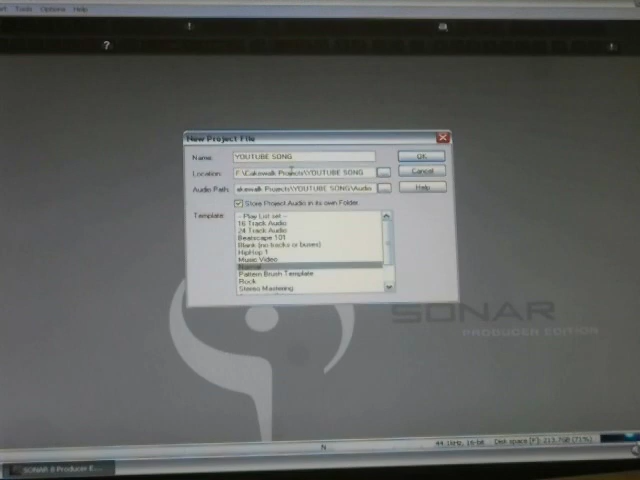 Tools Options Help
New Project File
Name: YOUTUBE SONG OK
Location: F:\Cakewalk Projects\YOUTUBE SONG ... Cancel
Audio Path: akewalk Projects\YOUTUBE SONG\Audio ... Help
Store Project Audio in its own Folder.
Template: -- Play List set --
16 Track Audio
24 Track Audio
Beatscape 101
Blank (no tracks or buses)
HipHop 1
Music Video
Normal
Pattern Brush Template
Rock
Stereo Mastering
SONAR
PRODUCER EDITION
44.1kHz, 16-bit Disk space
SONAR 8 Producer E...